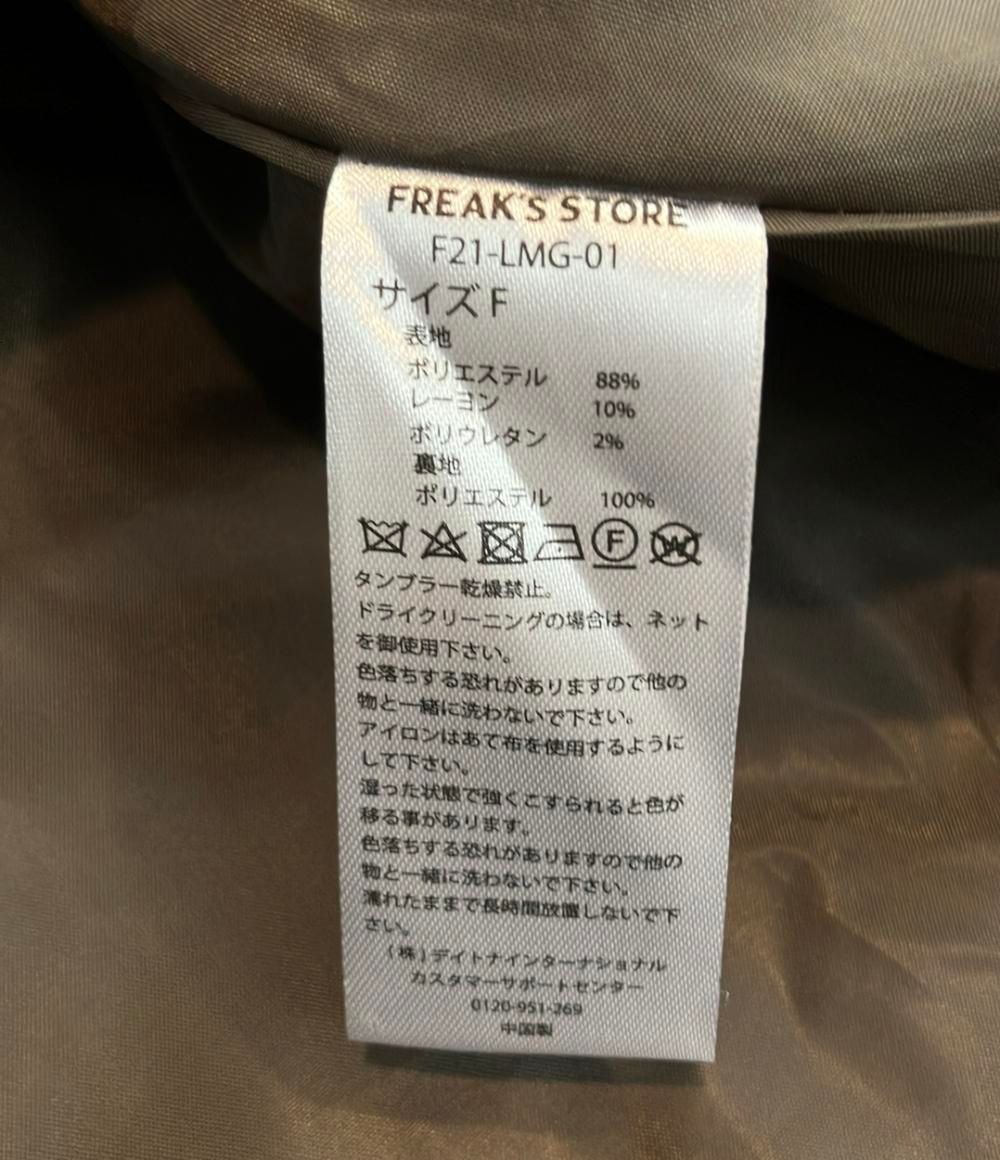 FREAK'S STORE
F21-LMG-01
サイズ F
表地
ポリエステル 88%
レーヨン 10%
ポリウレタン 2%
裏地
ポリエステル 100%
F W
タンブラー乾燥禁止。
ドライクリーニングの場合は、ネット
を御使用下さい。
色落ちする恐れがありますので他の
物と一緒に洗わないで下さい。
アイロンはあて布を使用するように
して下さい。
湿った状態で強くこすられると色が
移る事があります。
色落ちする恐れがありますので他の
物と一緒に洗わないで下さい。
濡れたままで長時間放置しないで下
さい。
(株)デイトナインターナショナル
カスタマーサポートセンター
0120-951-269
中国製